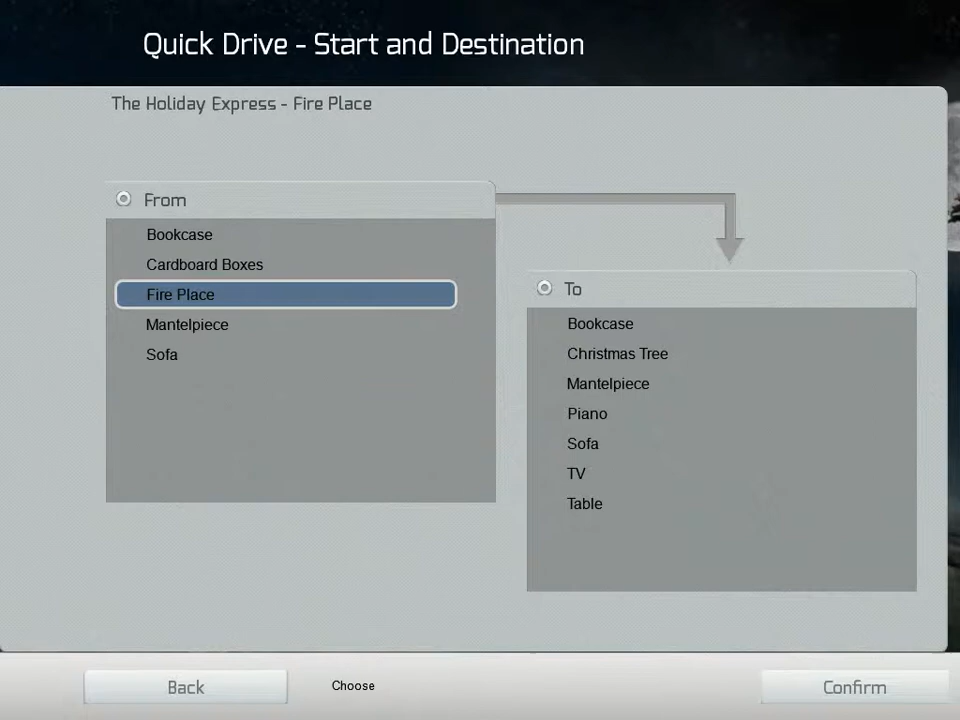 Quick Drive - Start and Destination
The Holiday Express - Fire Place
From
Bookcase
Cardboard Boxes
Fire Place
Mantelpiece
Sofa
To
Bookcase
Christmas Tree
Mantelpiece
Piano
Sofa
TV
Table
Back
Choose
Confirm